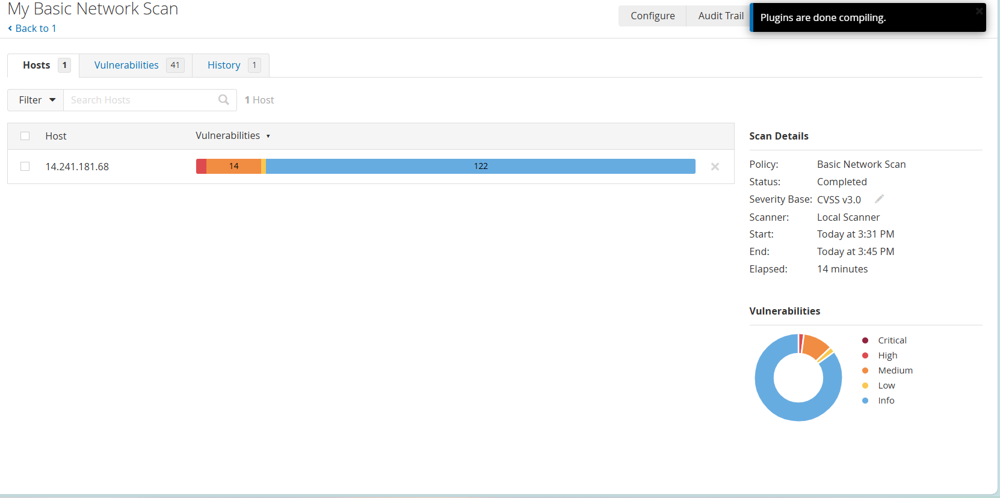 My Basic Network Scan
Back to 1
Configure
Audit Trail
Plugins are done compiling.
Hosts 1
Vulnerabilities 41
History 1
Filter
Search Hosts
1 Host
Host
Vulnerabilities
14.241.181.68
14
122
Scan Details
Policy: Basic Network Scan
Status: Completed
Severity Base: CVSS v3.0
Scanner: Local Scanner
Start: Today at 3:31 PM
End: Today at 3:45 PM
Elapsed: 14 minutes
Vulnerabilities
Critical
High
Medium
Low
Info